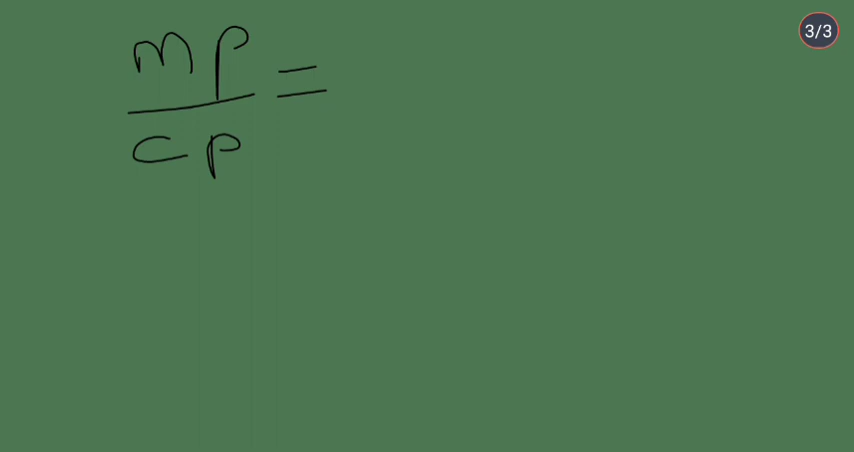 3/3
mp
cp =